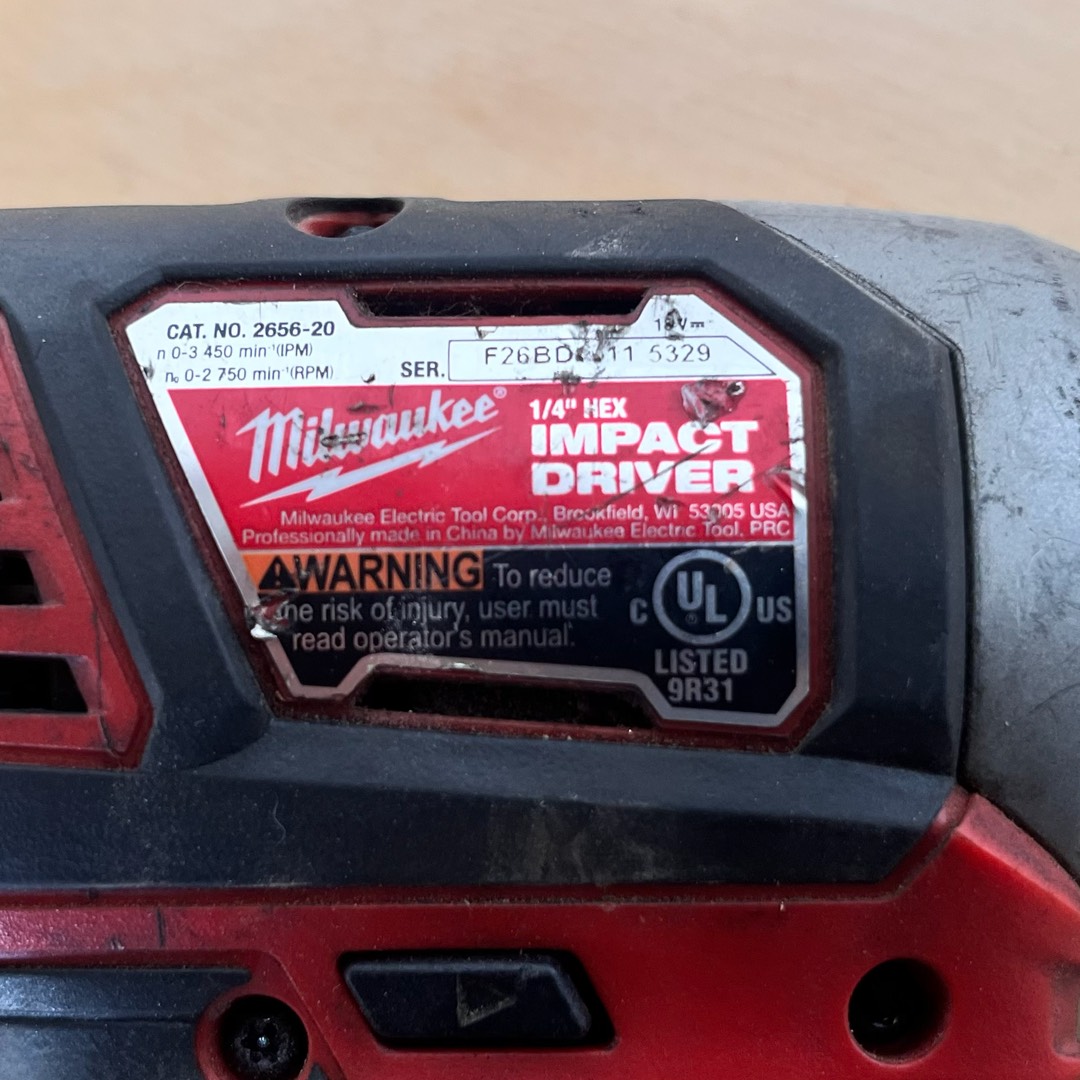 CAT. NO. 2656-20
n 0-3 450 min⁻¹(IPM)
n₀ 0-2 750 min⁻¹(RPM)
18V
SER.
5329
Milwaukee®
1/4" HEX
IMPACT
DRIVER
Milwaukee Electric Tool Corp., Brookfield, WI 53005 USA
Professionally made in China by Milwaukee Electric Tool, PRC
WARNING To reduce
the risk of injury, user must
read operator's manual.
C UL® US
LISTED
9R31